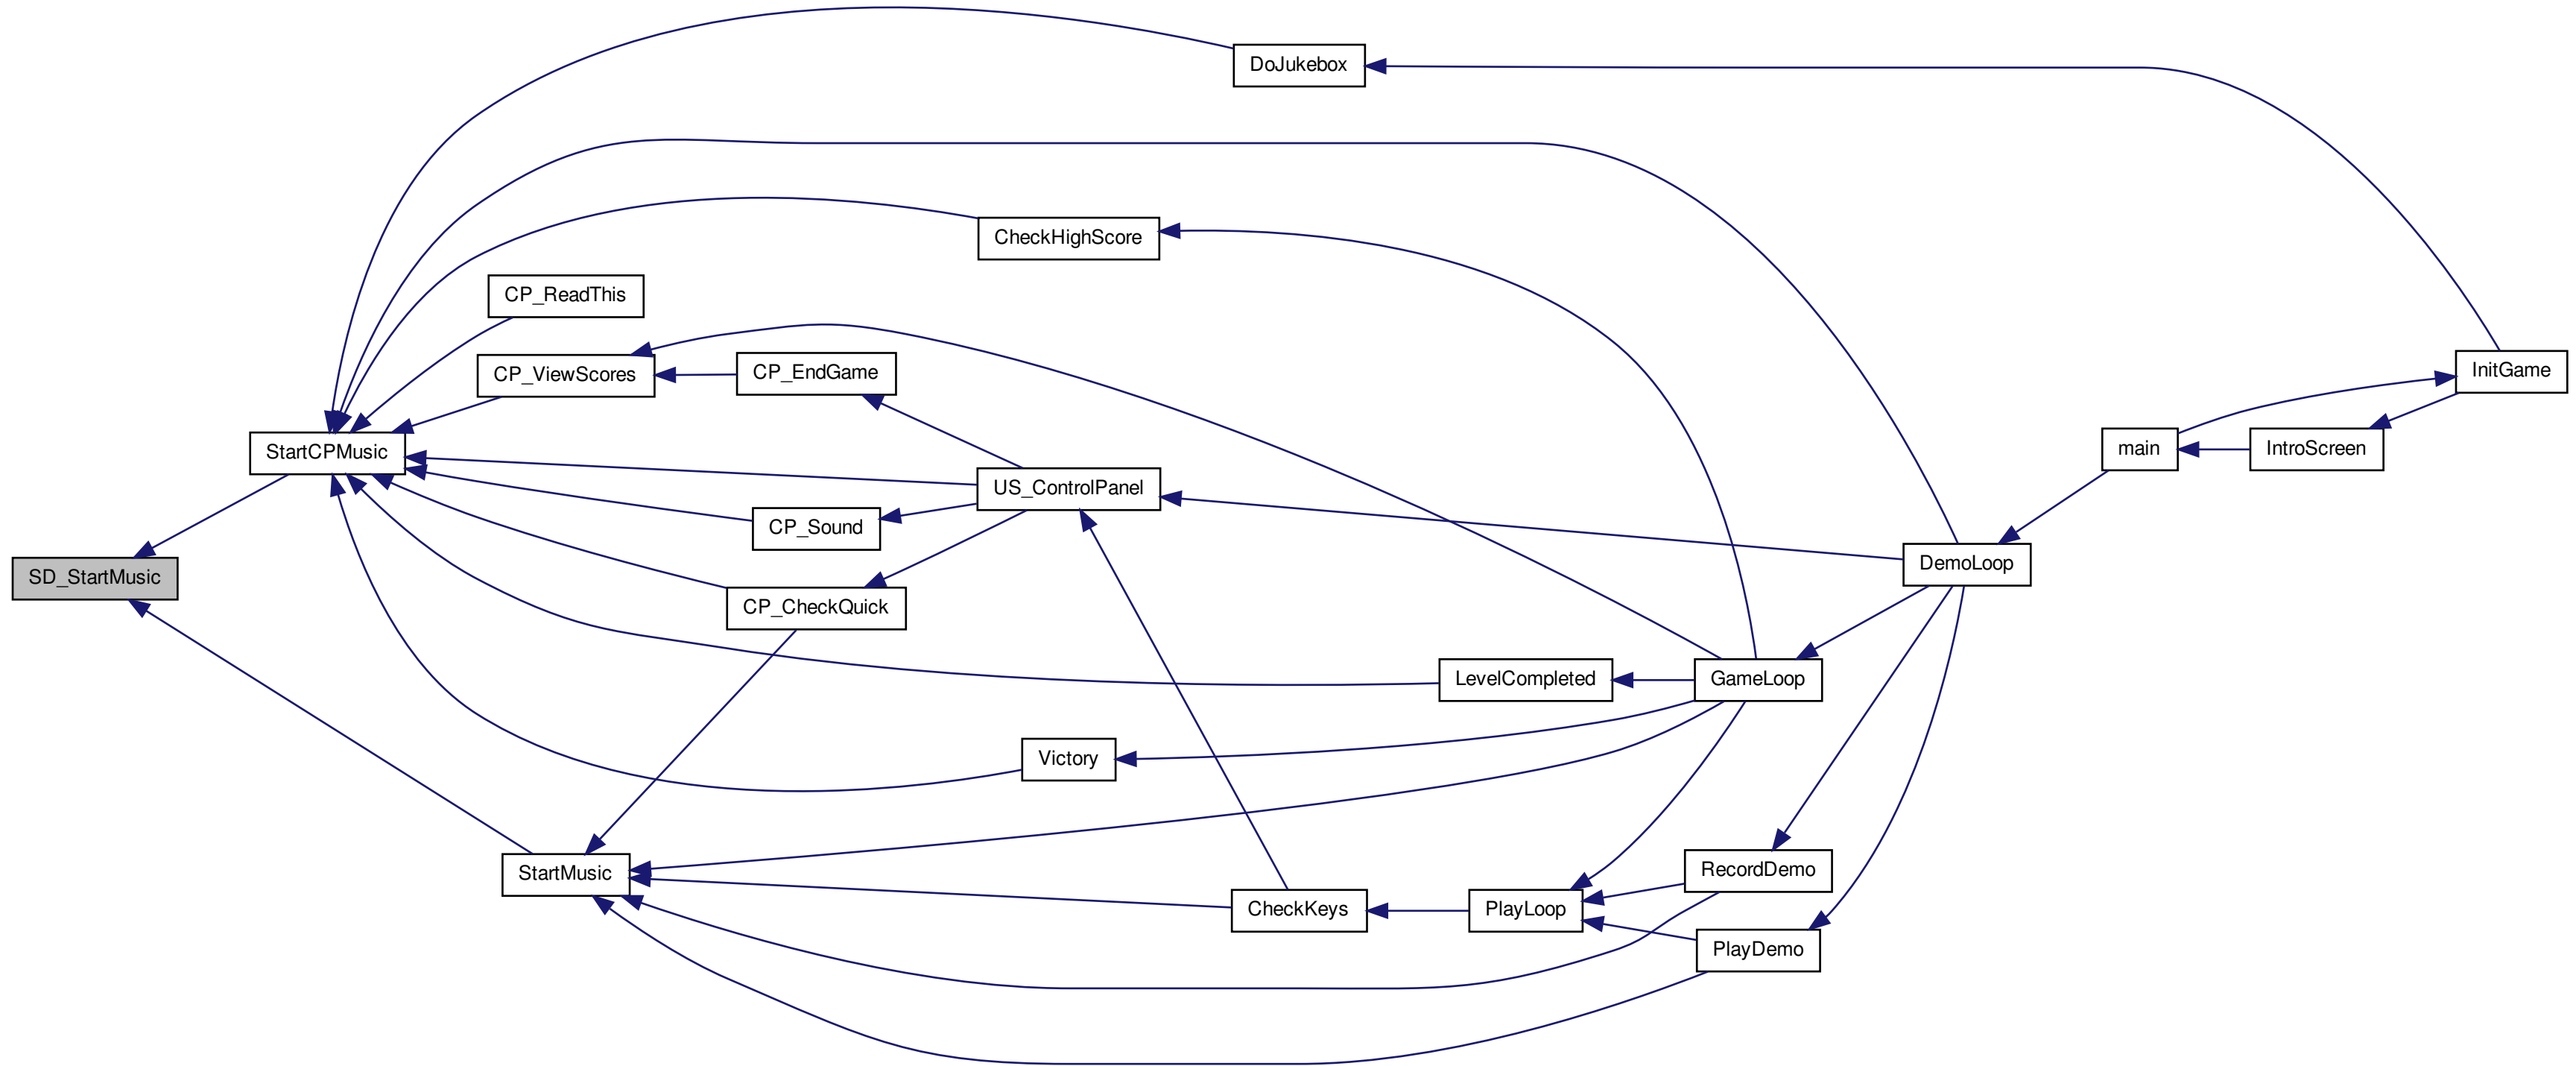 DoJukebox
CheckHighScore
CP_ReadThis
CP_ViewScores
CP_EndGame
InitGame
StartCPMusic
main
IntroScreen
US_ControlPanel
CP_Sound
SD_StartMusic
DemoLoop
CP_CheckQuick
LevelCompleted
GameLoop
Victory
StartMusic
RecordDemo
CheckKeys
PlayLoop
PlayDemo